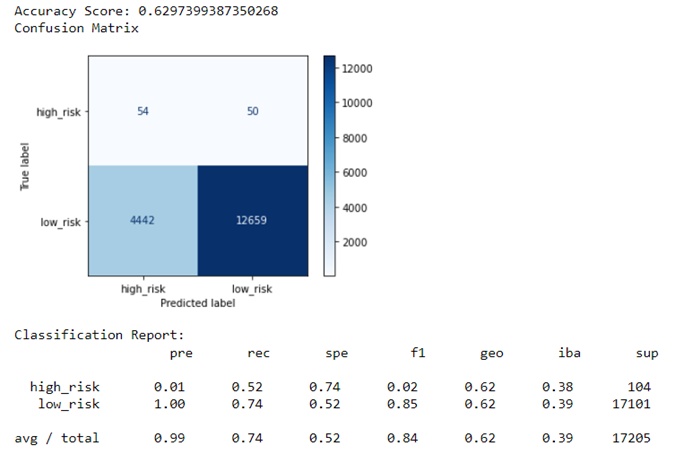 Accuracy Score: 0.6297399387350268
Confusion Matrix
12000
10000
8000
6000
4000
2000
high_risk 54 50
True label
low_risk 4442 12659
high_risk low_risk
Predicted label
Classification Report:
pre rec spe f1 geo iba sup
high_risk 0.01 0.52 0.74 0.02 0.62 0.38 104
low_risk 1.00 0.74 0.52 0.85 0.62 0.39 17101
avg / total 0.99 0.74 0.52 0.84 0.62 0.39 17205